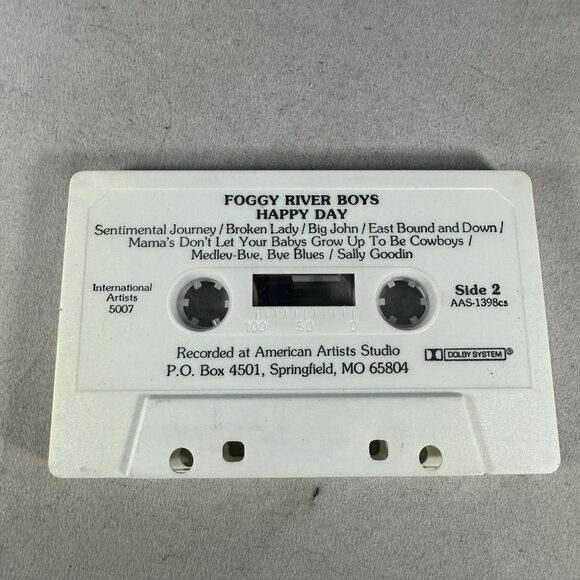 FOGGY RIVER BOYS
HAPPY DAY
Sentimental Journey / Broken Lady / Big John / East Bound and Down /
Mama's Don't Let Your Babys Grow Up To Be Cowboys /
Medley-Bye, Bye Blues / Sally Goodin
International
Artists
5007
Side 2
AAS-1398cs
100 50 0
Recorded at American Artists Studio
P.O. Box 4501, Springfield, MO 65804
DOLBY SYSTEM ®